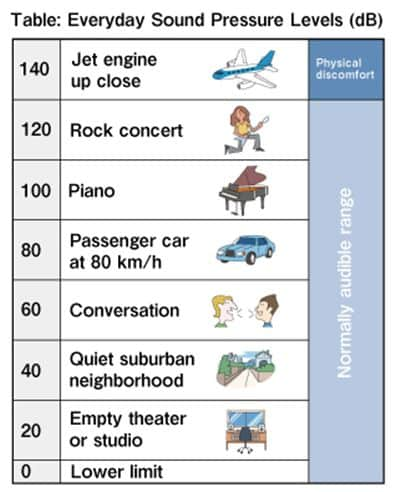 Table: Everyday Sound Pressure Levels (dB)
140
Jet engine
up close
Physical
discomfort
120
Rock concert
100
Piano
80
Passenger car
at 80 km/h
60
Conversation
40
Quiet suburban
neighborhood
20
Empty theater
or studio
0
Lower limit
Normally audible range